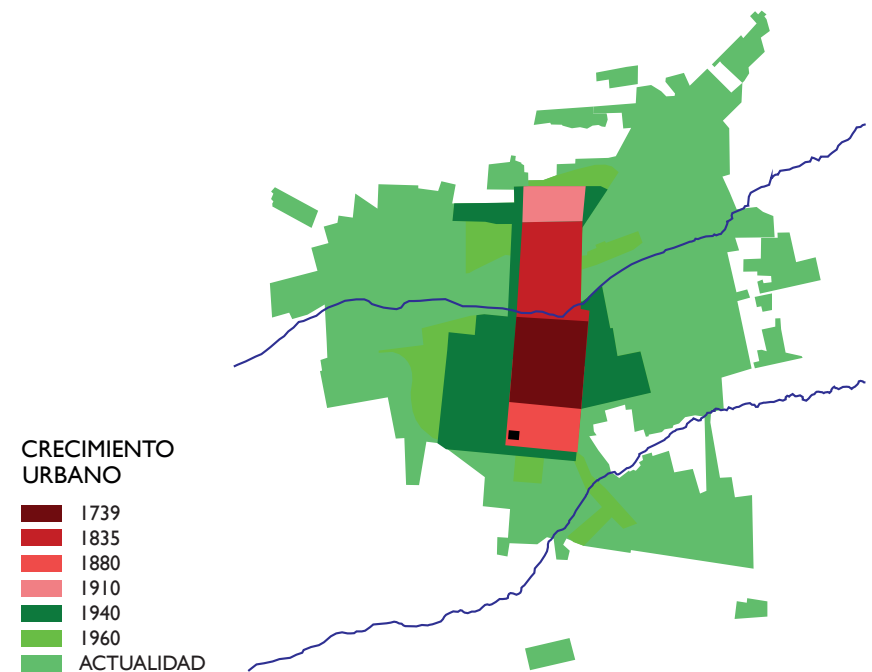 CRECIMIENTO
URBANO
1739
1835
1880
1910
1940
1960
ACTUALIDAD